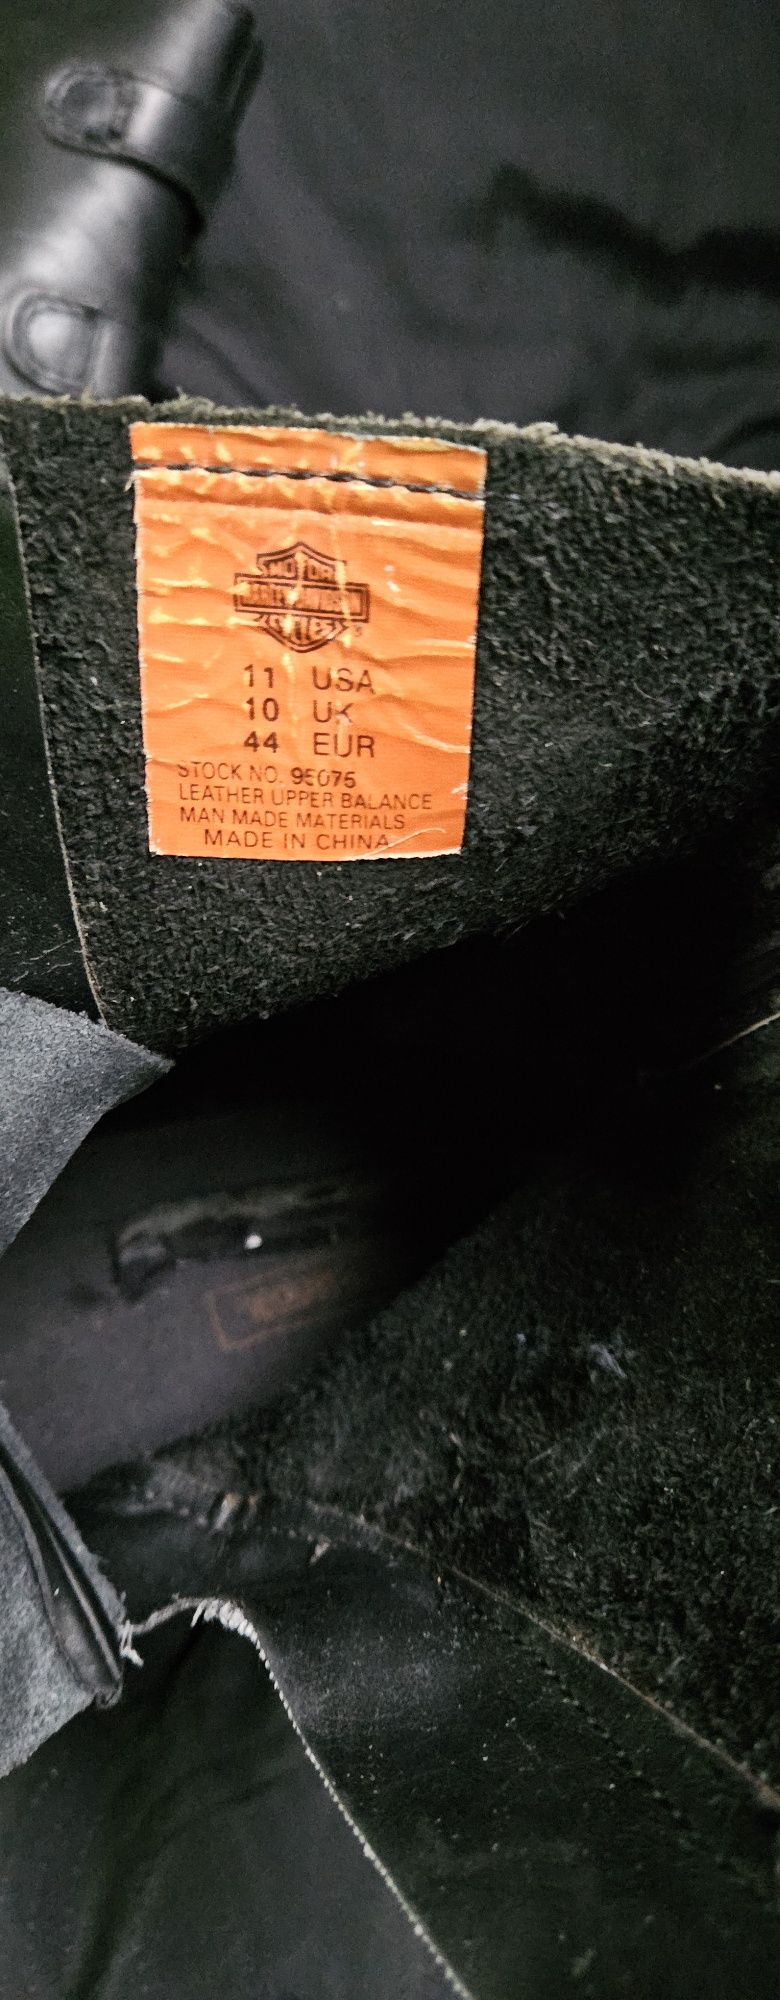 MOTOR
HARLEY-DAVIDSON
CYCLES
11 USA
10 UK
44 EUR
STOCK NO. 95075
LEATHER UPPER BALANCE
MAN MADE MATERIALS
MADE IN CHINA